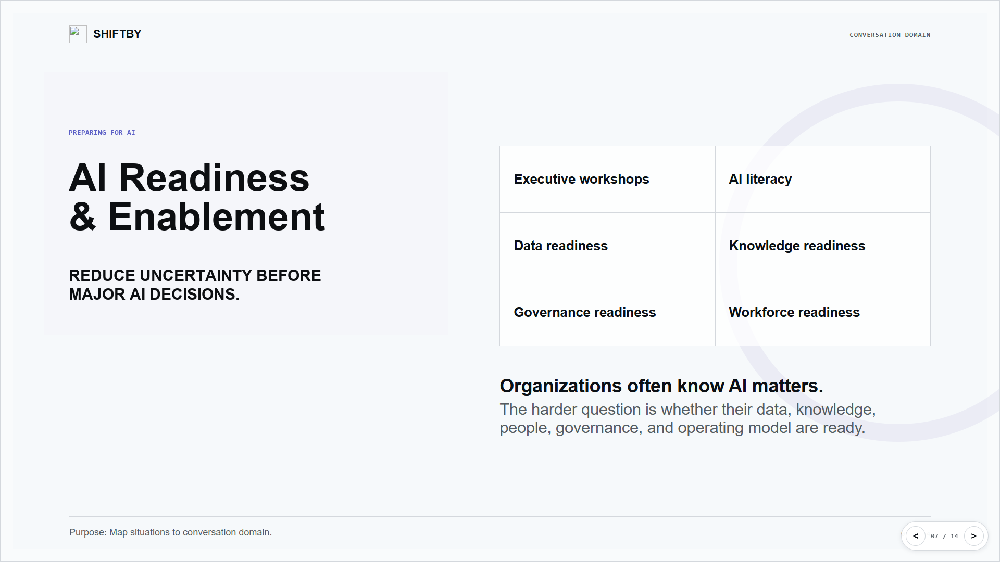 SHIFTBY
CONVERSATION DOMAIN
PREPARING FOR AI
AI Readiness
& Enablement
REDUCE UNCERTAINTY BEFORE
MAJOR AI DECISIONS.
Executive workshops
AI literacy
Data readiness
Knowledge readiness
Governance readiness
Workforce readiness
Organizations often know AI matters.
The harder question is whether their data, knowledge,
people, governance, and operating model are ready.
Purpose: Map situations to conversation domain.
< 07 / 14 >